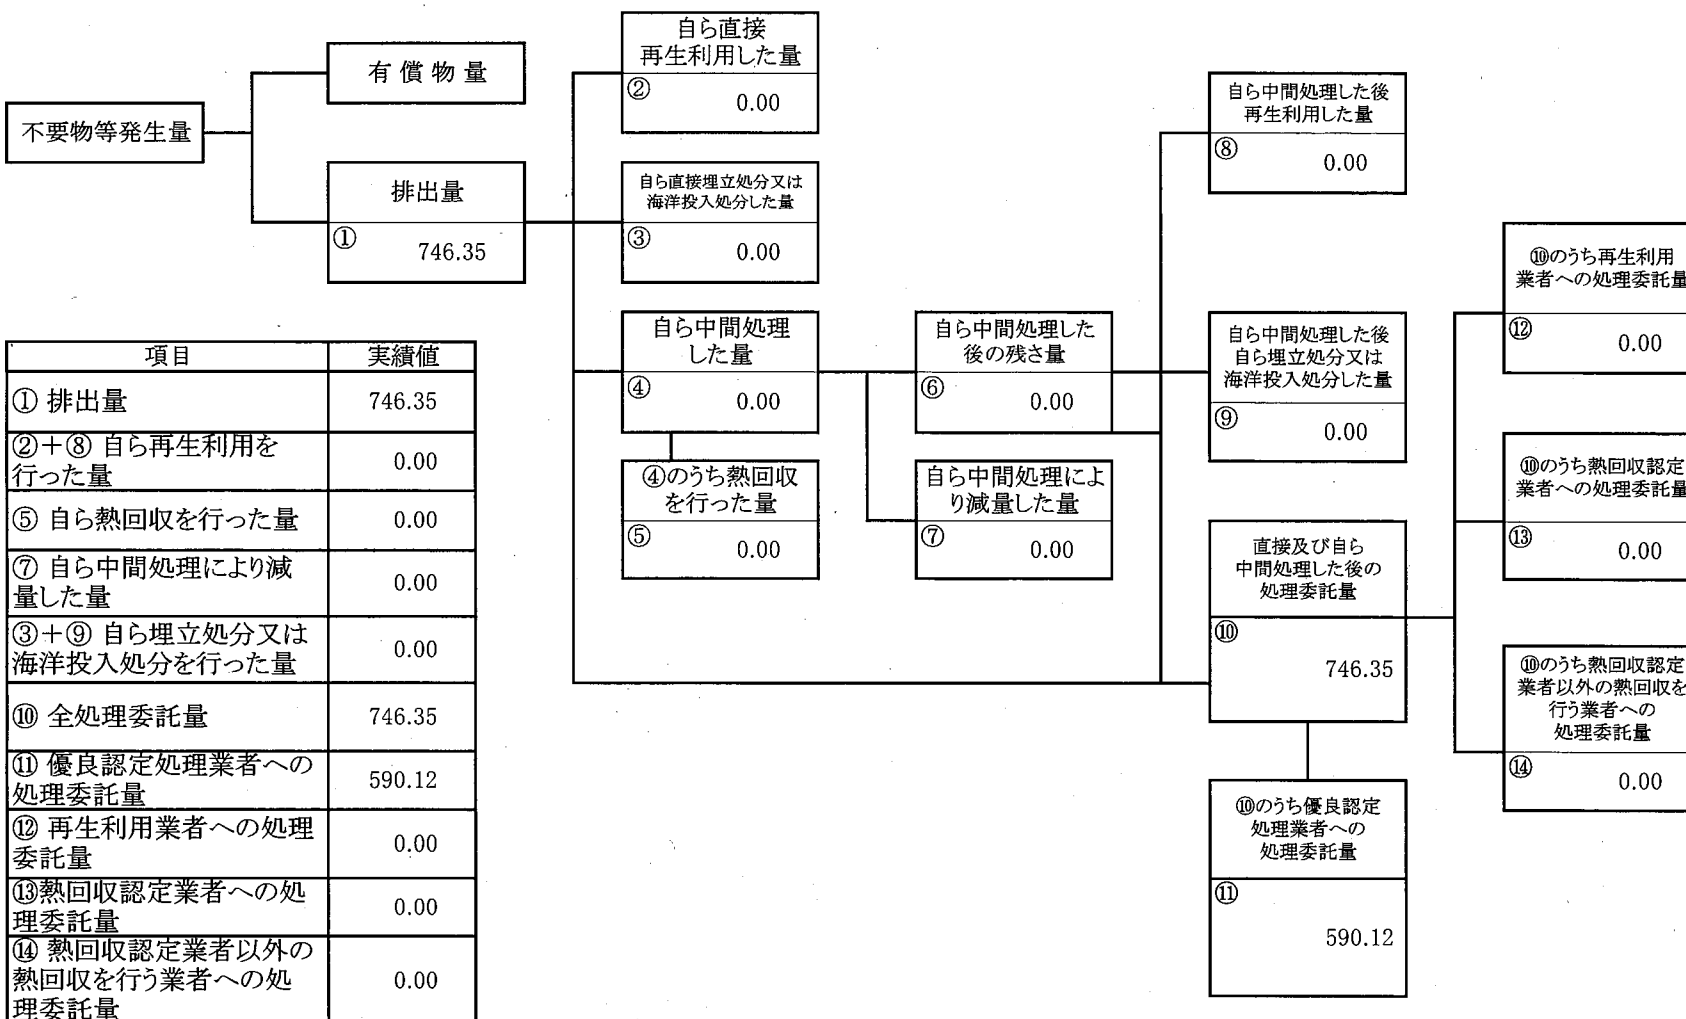 不要物等発生量
有 償 物 量
排出量
①
746.35
自ら直接
再生利用した量
②
0.00
自ら直接埋立処分又は
海洋投入処分した量
③
0.00
自ら中間処理
した量
④
0.00
④のうち熱回収
を行った量
⑤
0.00
自ら中間処理した
後の残さ量
⑥
0.00
自ら中間処理によ
り減量した量
⑦
0.00
自ら中間処理した後
再生利用した量
⑧
0.00
自ら中間処理した後
自ら埋立処分又は
海洋投入処分した量
⑨
0.00
直接及び自ら
中間処理した後の
処理委託量
⑩
746.35
⑩のうち優良認定
処理業者への
処理委託量
⑪
590.12
⑩のうち再生利用
業者への処理委託量
⑫
0.00
⑩のうち熱回収認定
業者への処理委託量
⑬
0.00
⑩のうち熱回収認定
業者以外の熱回収を
行う業者への
処理委託量
⑭
0.00
項目 実績値
① 排出量 746.35
②＋⑧ 自ら再生利用を
行った量 0.00
⑤ 自ら熱回収を行った量 0.00
⑦ 自ら中間処理により減
量した量 0.00
③＋⑨ 自ら埋立処分又は
海洋投入処分を行った量 0.00
⑩ 全処理委託量 746.35
⑪ 優良認定処理業者への
処理委託量 590.12
⑫ 再生利用業者への処理
委託量 0.00
⑬熱回収認定業者への処
理委託量 0.00
⑭ 熱回収認定業者以外の
熱回収を行う業者への処
理委託量 0.00